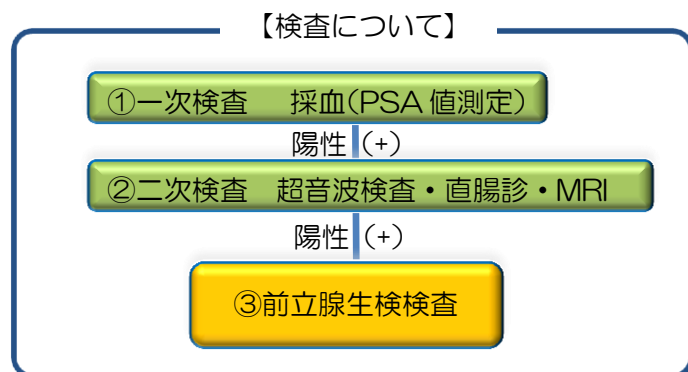 【検査について】
①一次検査　採血(PSA 値測定)
陽性 (+)
②二次検査　超音波検査・直腸診・MRI
陽性 (+)
③前立腺生検検査